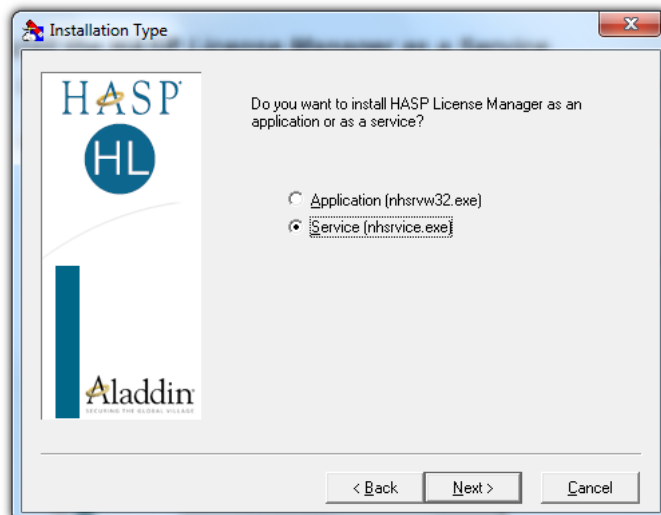 Installation Type
HASP
HL
Aladdin
SECURING THE GLOBAL VILLAGE
Do you want to install HASP License Manager as an
application or as a service?
Application (nhsrvw32.exe)
Service (nhsrvice.exe)
< Back
Next >
Cancel